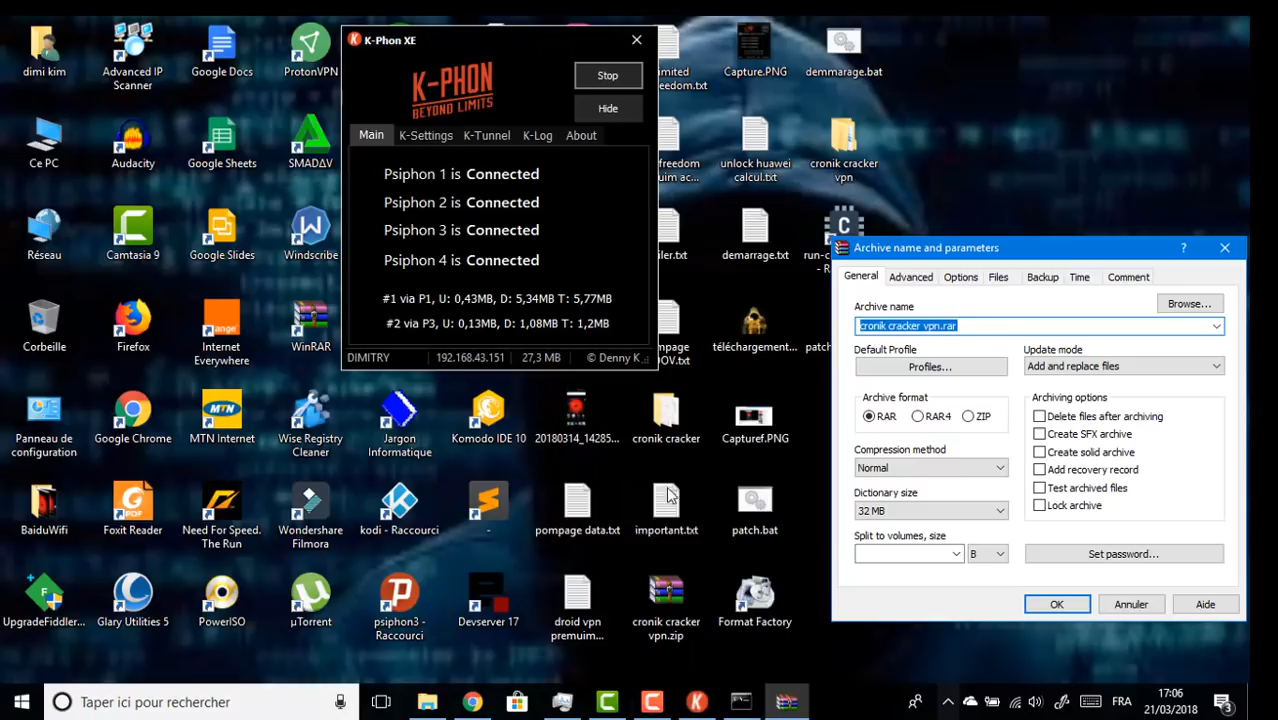 dimi kim
Advanced IP
Scanner
Google Docs
ProtonVPN
Ce PC
Audacity
Google Sheets
SMADΔV
Réseau
Camtasia 9
Google Slides
Windscribe
Corbeille
Firefox
Internet
Everywhere
WinRAR
Panneau de
configuration
Google Chrome
MTN Internet
Wise Registry
Cleaner
Jargon
Informatique
Komodo IDE 10
20180314_14285...
cronik cracker
Capturef.PNG
BaiduWifi
Foxit Reader
Need For Speed.
The Run
Wondershare
Filmora
kodi - Raccourci
-
pompage data.txt
important.txt
patch.bat
UpgradeFiddler...
Glary Utilities 5
PowerISO
µTorrent
psiphon3 -
Raccourci
Devserver 17
droid vpn
premuim...
cronik cracker
vpn.zip
Format Factory
Capture.PNG
demmarage.bat
unlock huawei
calcul.txt
cronik cracker
vpn
demarrage.txt
téléchargement...
K-Phon XE
K-PHON
BEYOND LIMITS
Stop
Hide
Main
K-Settings
K-Tunnel
K-Log
About
Psiphon 1 is Connected
Psiphon 2 is Connected
Psiphon 3 is Connected
Psiphon 4 is Connected
#1 via P1, U: 0,43MB, D: 5,34MB T: 5,77MB
#2 via P3, U: 0,13MB, D: 1,08MB T: 1,2MB
DIMITRY
192.168.43.151
27,3 MB
© Denny K
Archive name and parameters
?
General
Advanced
Options
Files
Backup
Time
Comment
Archive name
Browse...
cronik cracker vpn.rar
Default Profile
Profiles...
Update mode
Add and replace files
Archive format
RAR
RAR4
ZIP
Archiving options
Delete files after archiving
Create SFX archive
Create solid archive
Add recovery record
Test archived files
Lock archive
Compression method
Normal
Dictionary size
32 MB
Split to volumes, size
B
Set password...
OK
Annuler
Aide
Taper ici pour rechercher
FRA
17:06
21/03/2018
3